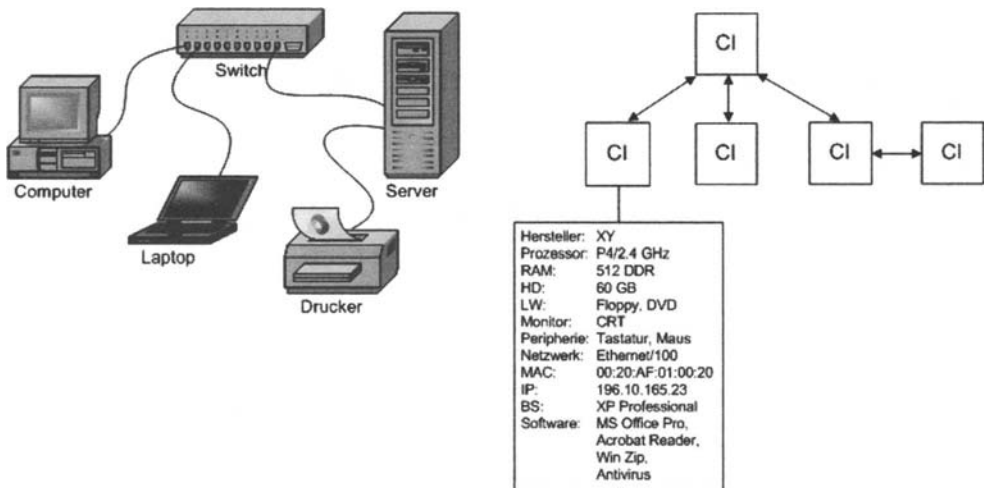 Switch
Computer
Laptop
Server
Drucker
CI
CI
CI
CI
CI
Hersteller: XY
Prozessor: P4/2.4 GHz
RAM: 512 DDR
HD: 60 GB
LW: Floppy, DVD
Monitor: CRT
Peripherie: Tastatur, Maus
Netzwerk: Ethernet/100
MAC: 00:20:AF:01:00:20
IP: 196.10.165.23
BS: XP Professional
Software: MS Office Pro,
Acrobat Reader,
Win Zip,
Antivirus